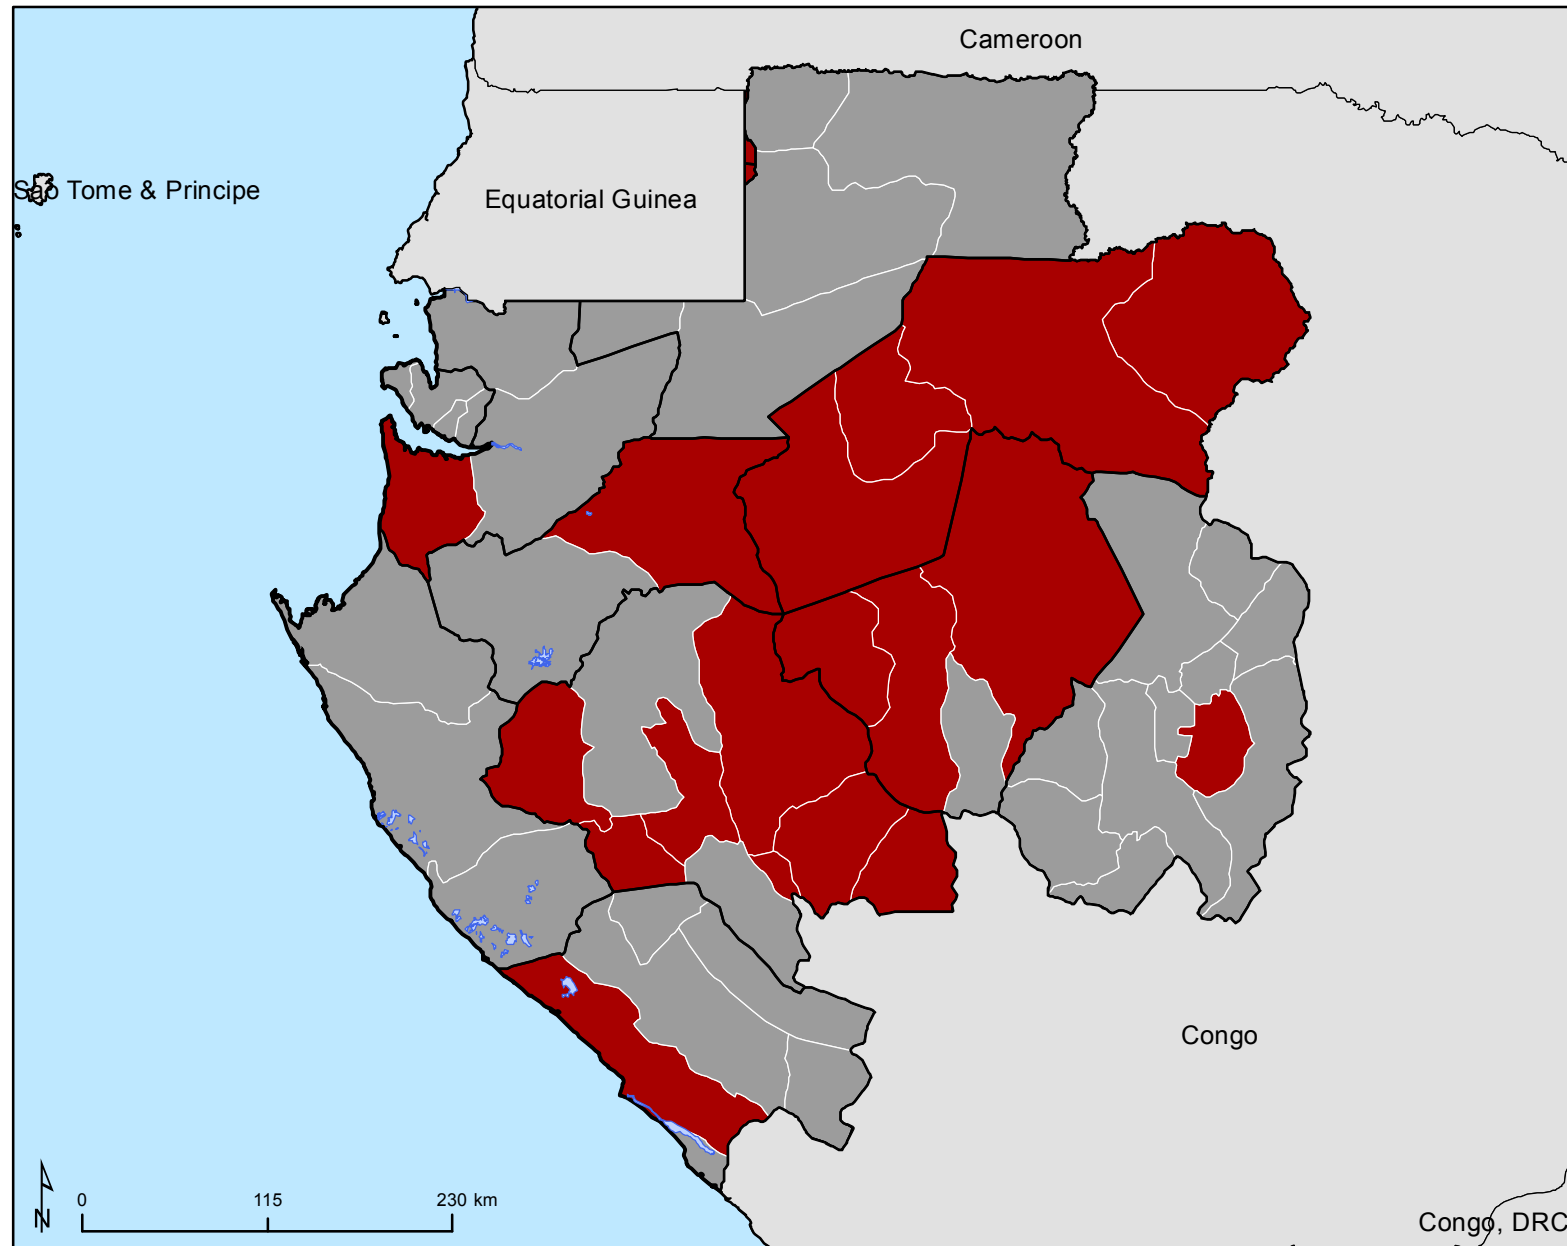 Cameroon
Sao Tome & Principe
Equatorial Guinea
Congo
N
0 115 230 km
Congo, DRC